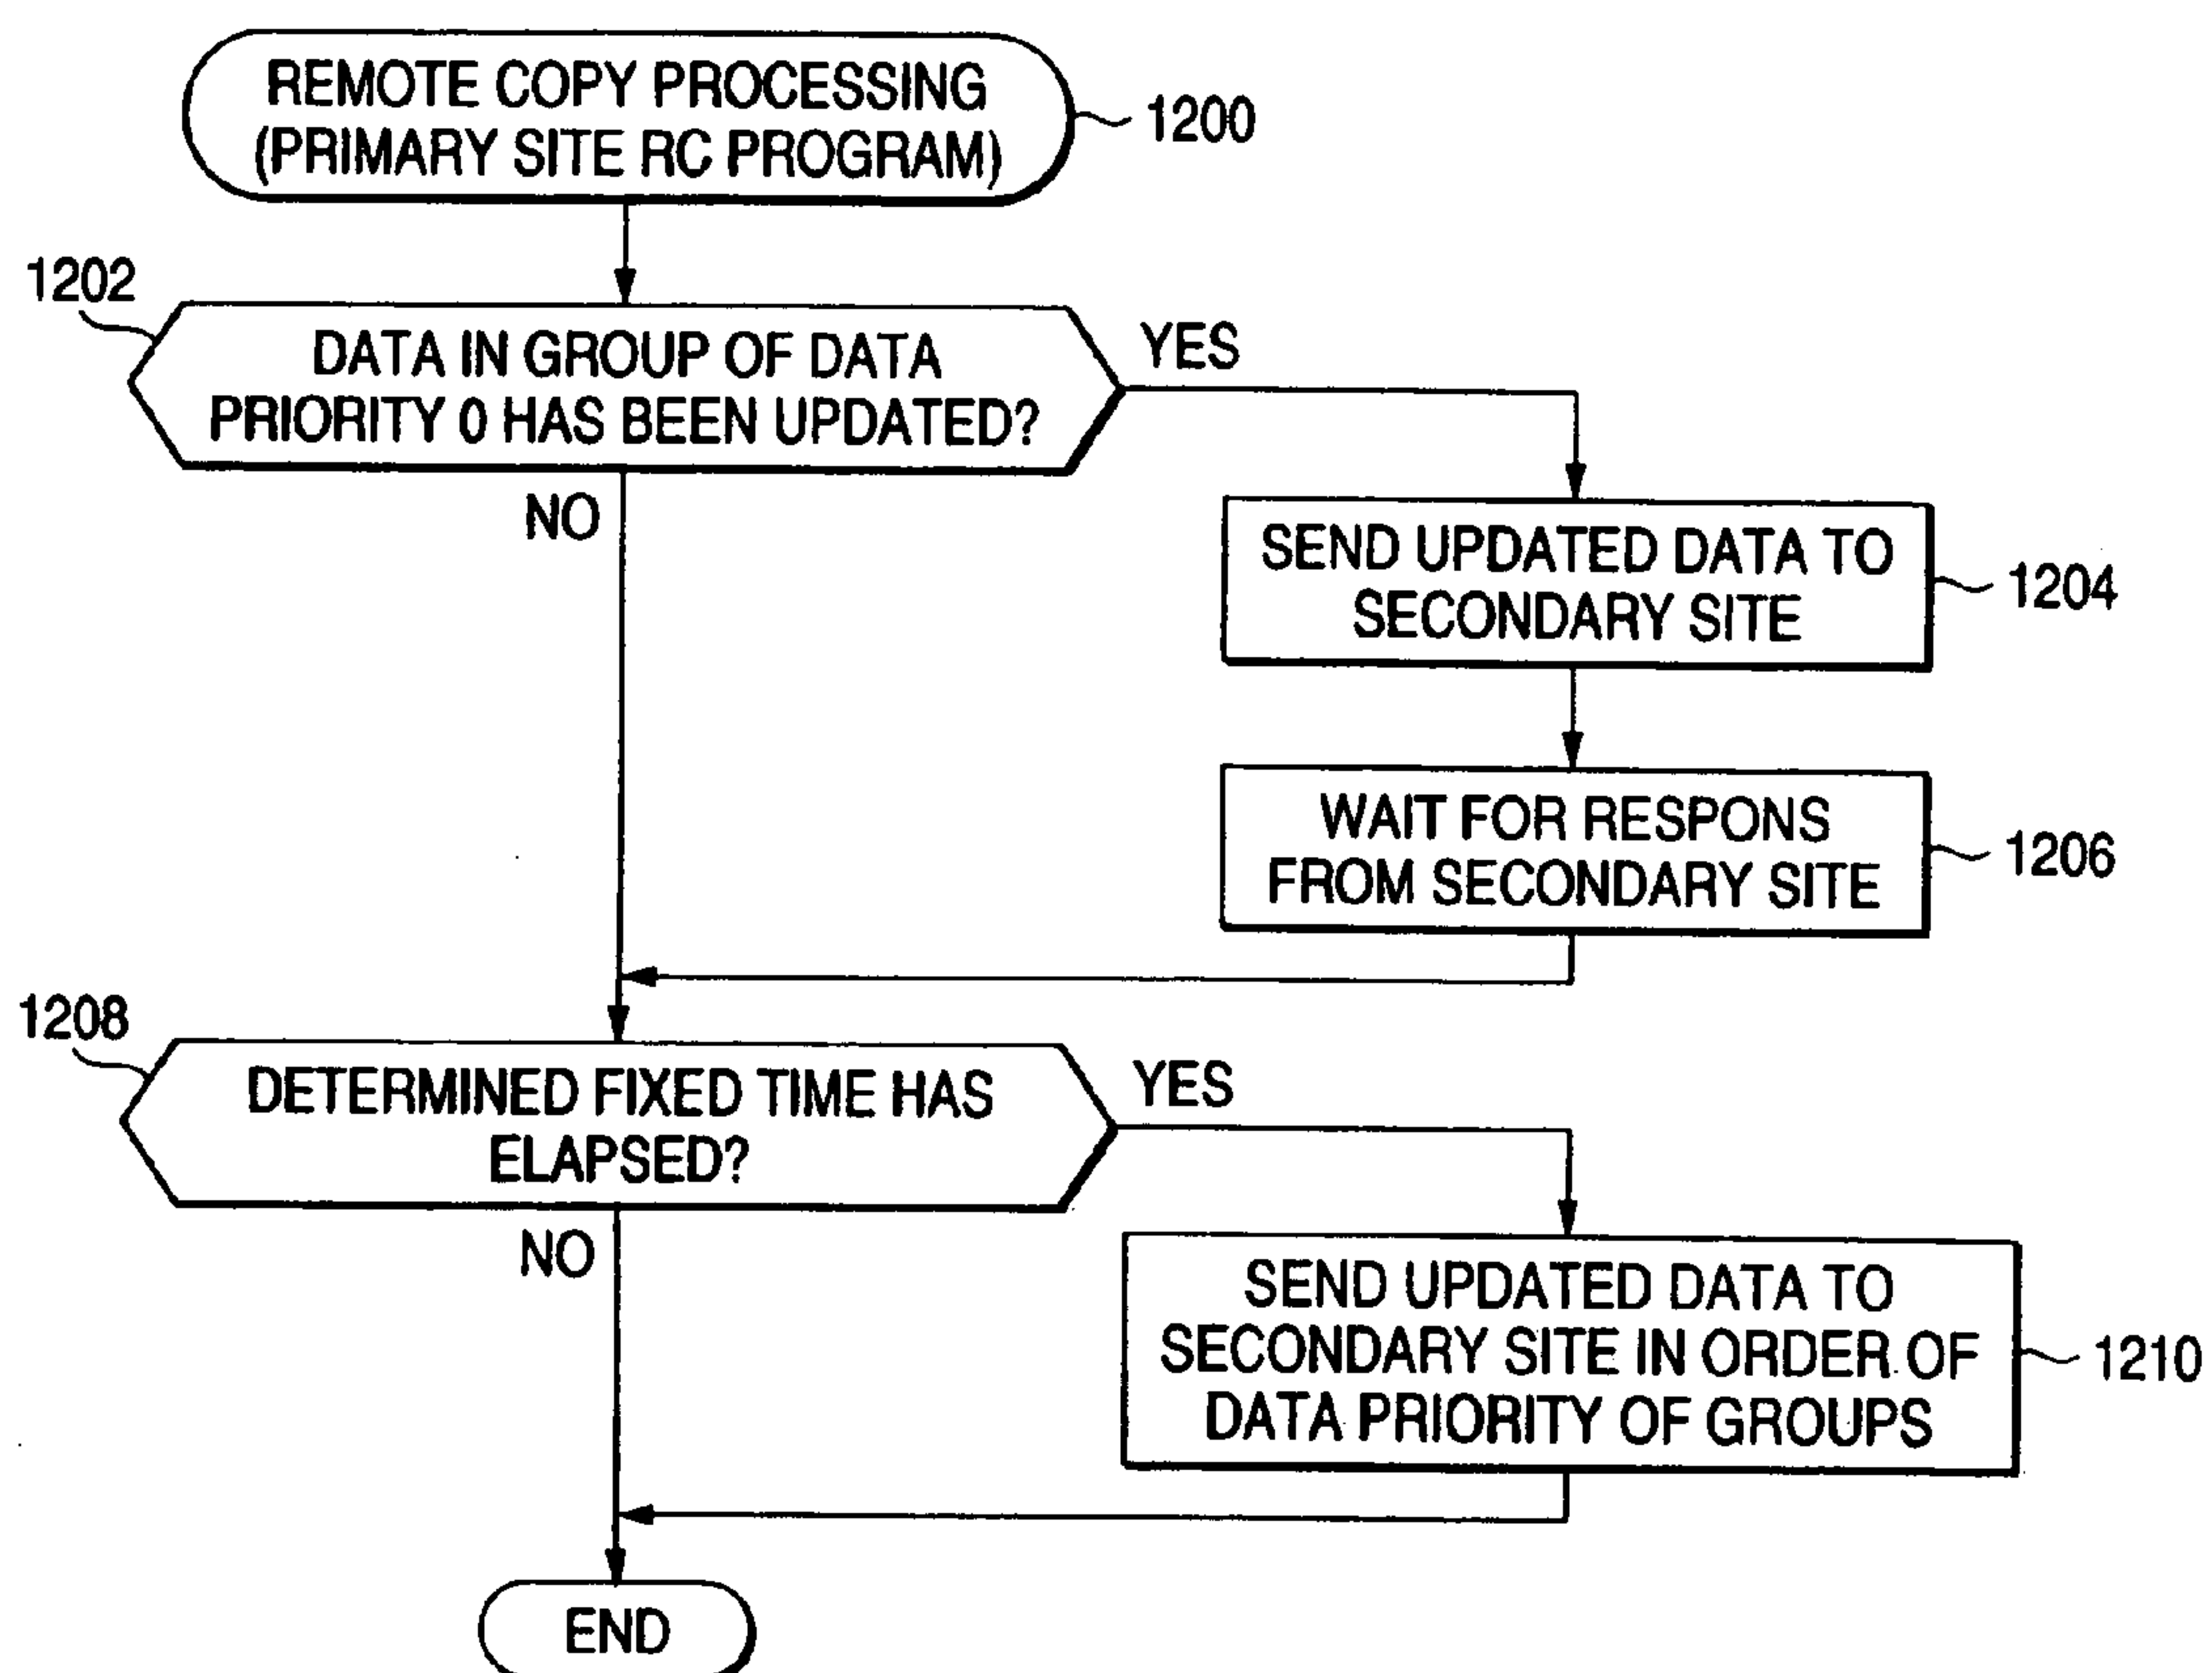 REMOTE COPY PROCESSING
(PRIMARY SITE RC PROGRAM)
1200
1202
DATA IN GROUP OF DATA
PRIORITY 0 HAS BEEN UPDATED?
YES
NO
SEND UPDATED DATA TO
SECONDARY SITE
1204
WAIT FOR RESPONS
FROM SECONDARY SITE
1206
1208
DETERMINED FIXED TIME HAS
ELAPSED?
YES
NO
SEND UPDATED DATA TO
SECONDARY SITE IN ORDER OF
DATA PRIORITY OF GROUPS
1210
END